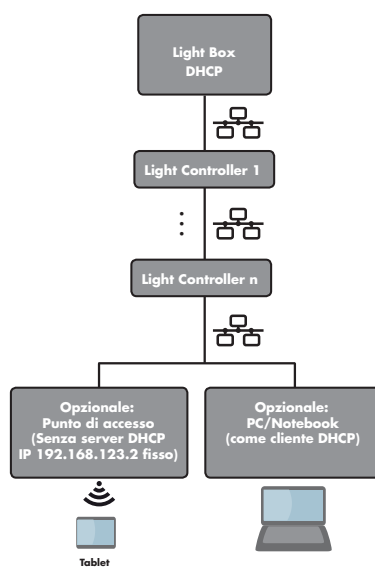 Light Box
DHCP
Light Controller 1
Light Controller n
Opzionale:
Punto di accesso
(Senza server DHCP
IP 192.168.123.2 fisso)
Opzionale:
PC/Notebook
(come cliente DHCP)
Tablet